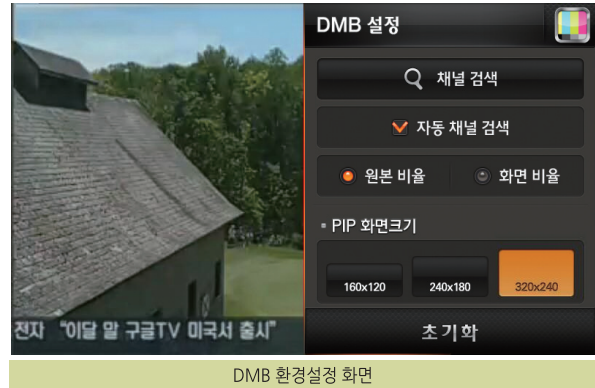 DMB 설정
채널 검색
자동 채널 검색
원본 비율
화면 비율
PIP 화면크기
160x120
240x180
320x240
초기화
전자 “이달 말 구글TV 미국서 출시”
DMB 환경설정 화면